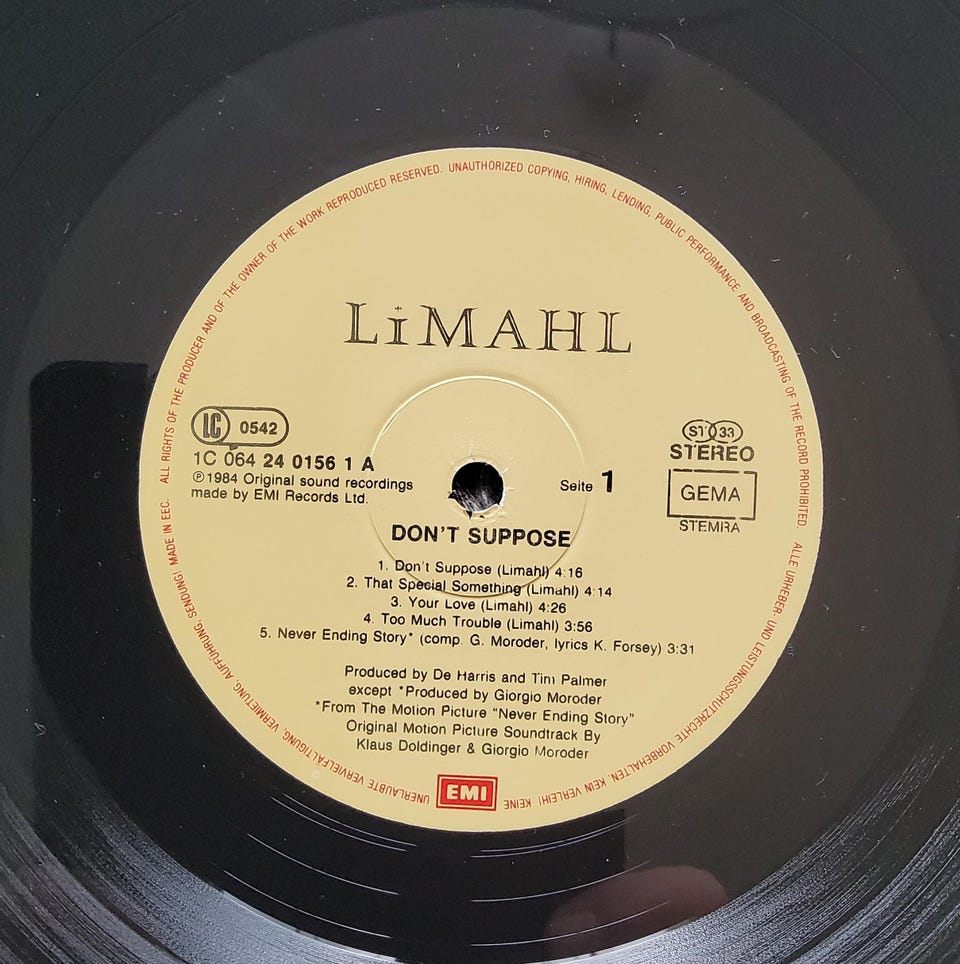 ALL RIGHTS OF THE PRODUCER AND OF THE OWNER OF THE WORK REPRODUCED RESERVED. UNAUTHORIZED COPYING, HIRING, LENDING, PUBLIC PERFORMANCE AND BROADCASTING OF THE RECORD PROHIBITED.
ALLE URHEBER- UND LEISTUNGSSCHUTZRECHTE VORBEHALTEN. KEIN VERLEIH! KEINE UNERLAUBTE VERVIELFÄLTIGUNG, VERMIETUNG, AUFFÜHRUNG, SENDUNG! MADE IN EEC.
LiMAHL
LC 0542
1C 064 24 0156 1 A
℗ 1984 Original sound recordings
made by EMI Records Ltd.
Seite 1
ST 33
STEREO
GEMA
STEMRA
DON'T SUPPOSE
1. Don't Suppose (Limahl) 4:16
2. That Special Something (Limahl) 4:14
3. Your Love (Limahl) 4:26
4. Too Much Trouble (Limahl) 3:56
5. Never Ending Story* (comp. G. Moroder, lyrics K. Forsey) 3:31
Produced by De Harris and Tim Palmer
except *Produced by Giorgio Moroder
*From The Motion Picture "Never Ending Story"
Original Motion Picture Soundtrack By
Klaus Doldinger & Giorgio Moroder
EMI